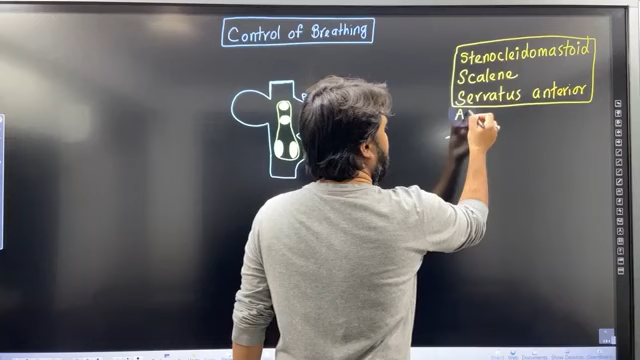 Control of Breathing
Stenocleidomastoid
Scalene
Serratus anterior
A